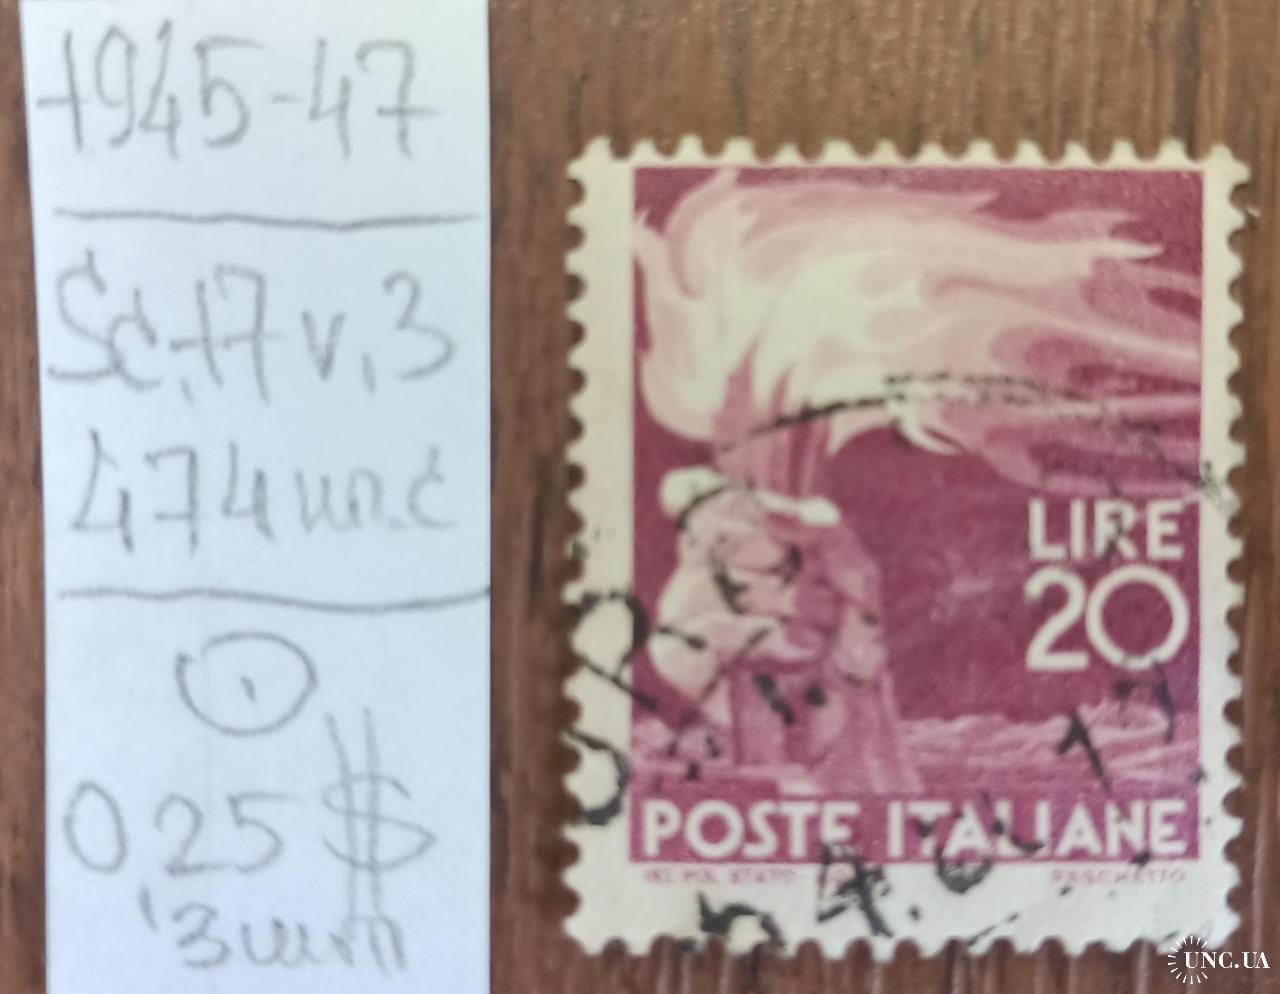 1945-47
Sc.17 v.3
474 ип.с
0,25 $
3 шт
LIRE
20
POSTE ITALIANE
IST. POL. STATO
PASCHETTO
UNC.UA